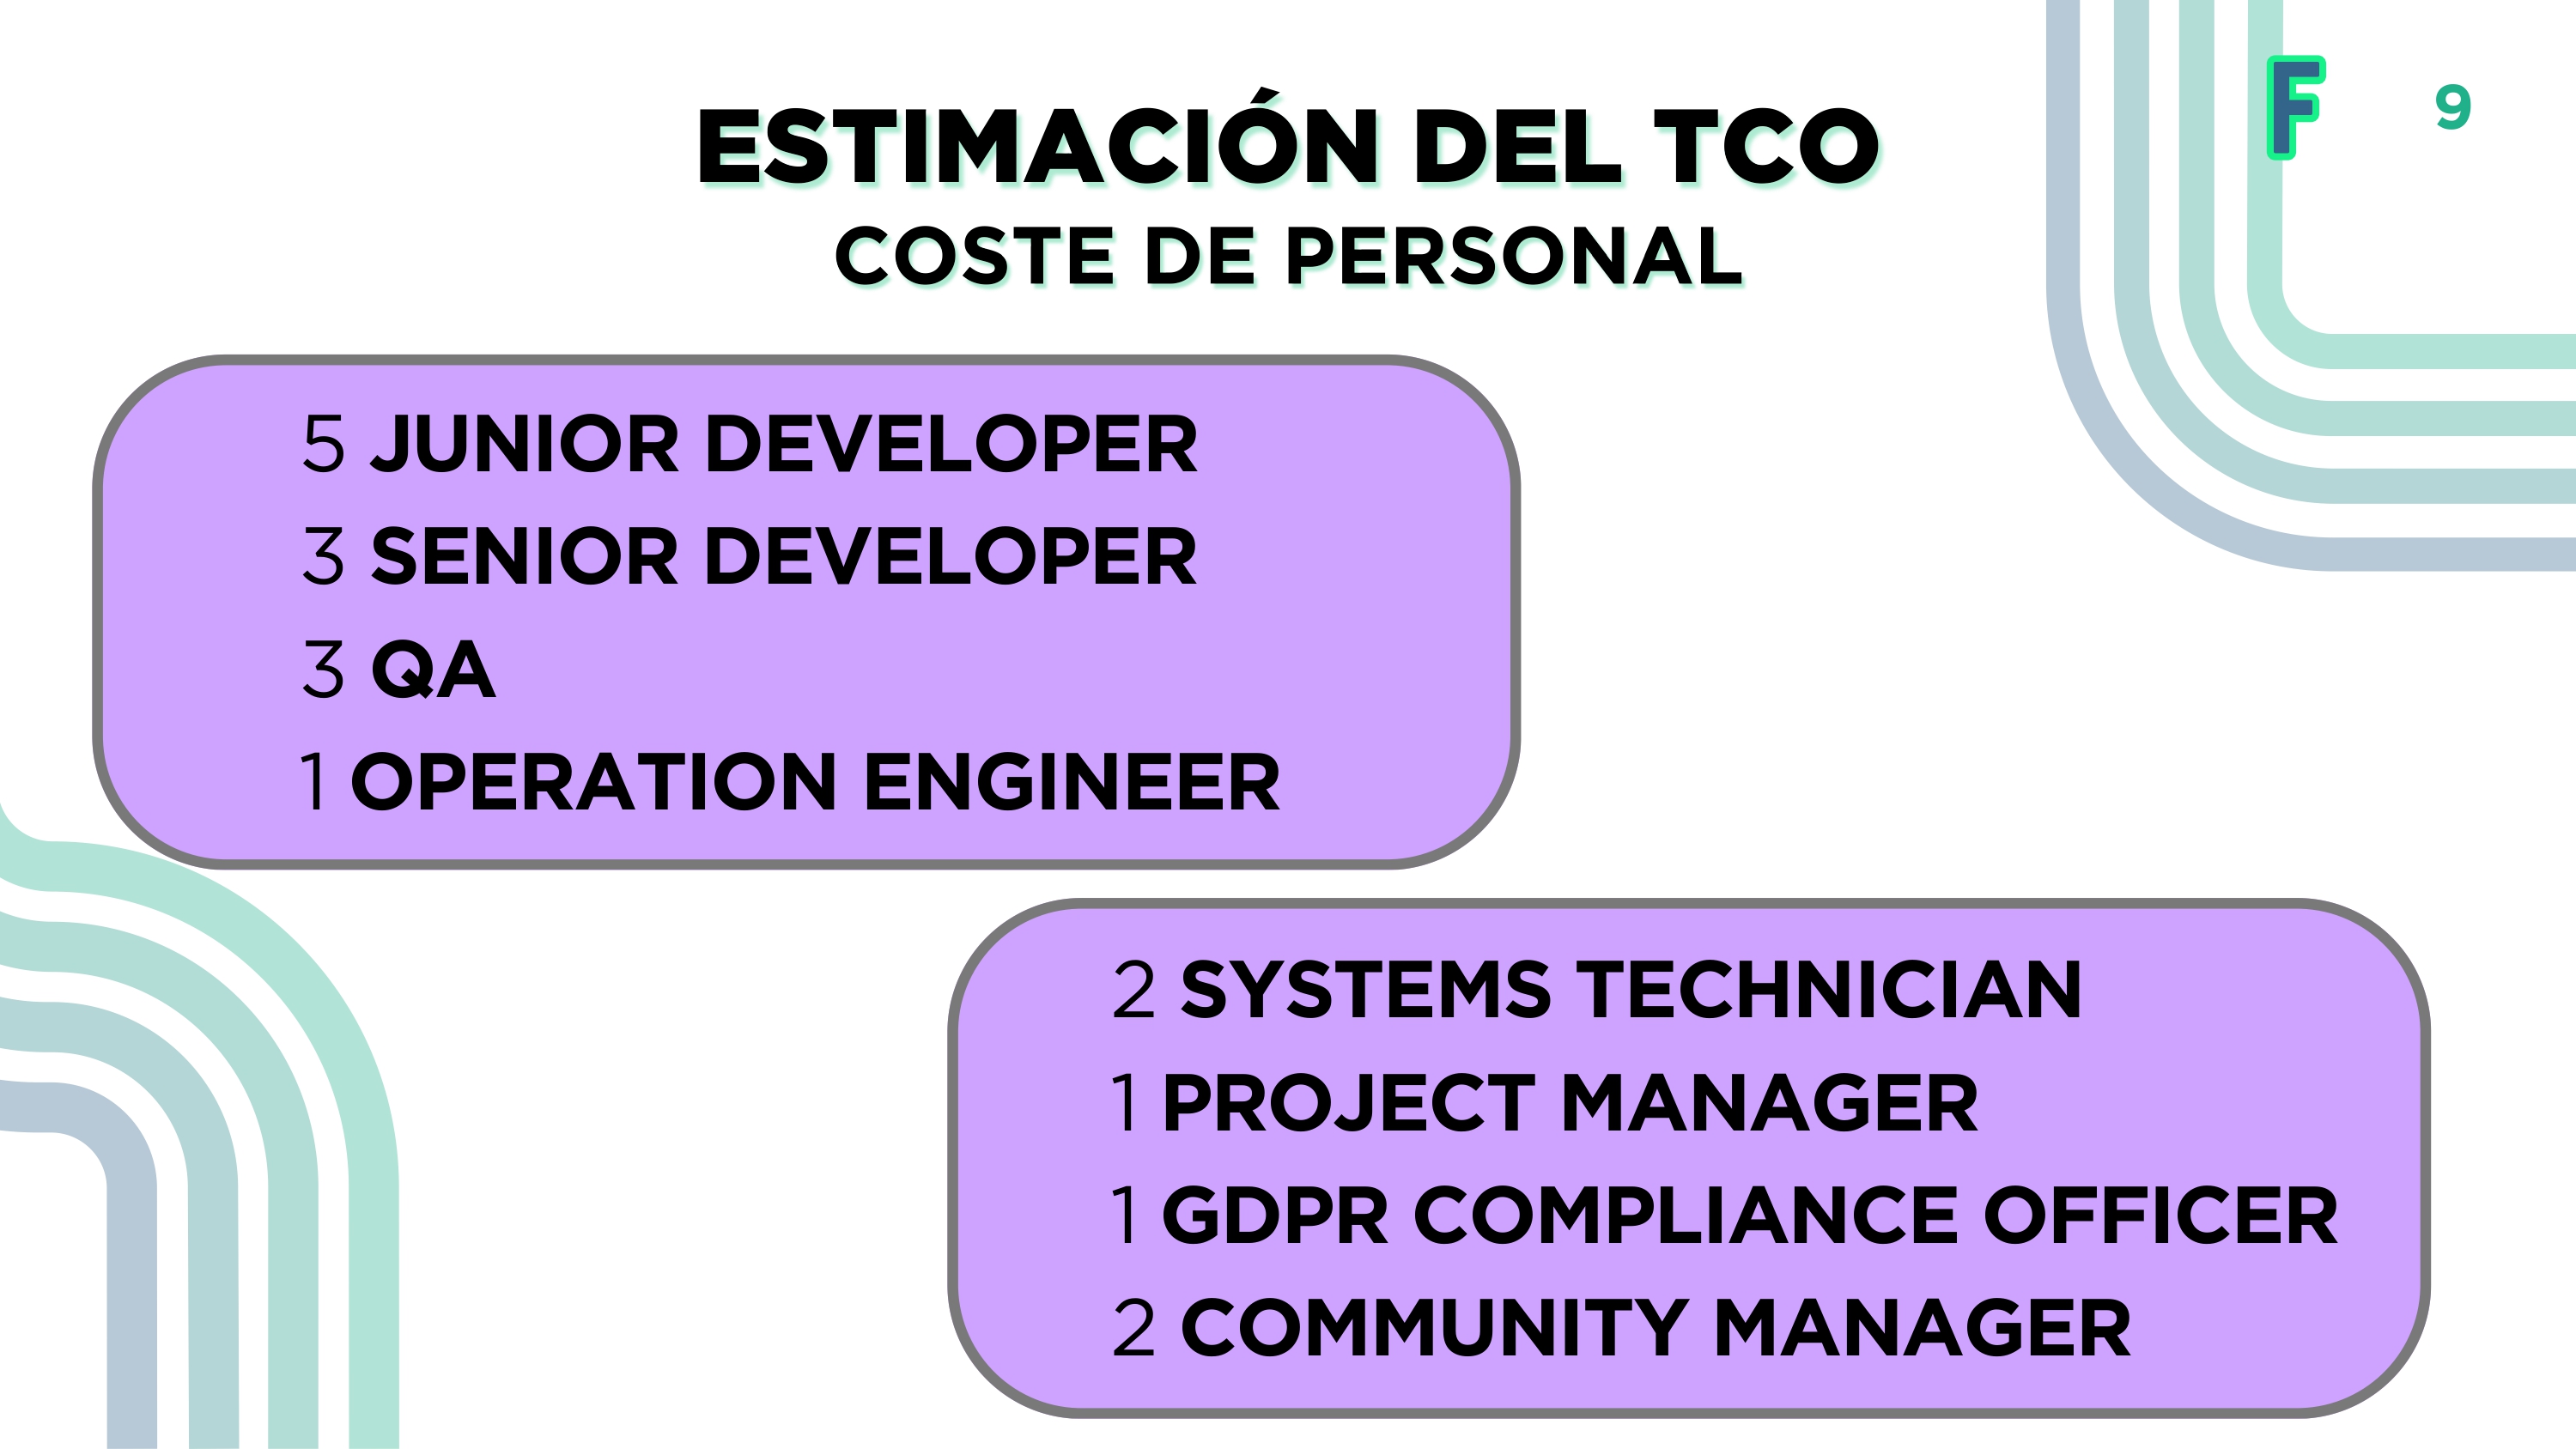 ESTIMACIÓN DEL TCO
COSTE DE PERSONAL
F
9
5 JUNIOR DEVELOPER
3 SENIOR DEVELOPER
3 QA
1 OPERATION ENGINEER
2 SYSTEMS TECHNICIAN
1 PROJECT MANAGER
1 GDPR COMPLIANCE OFFICER
2 COMMUNITY MANAGER